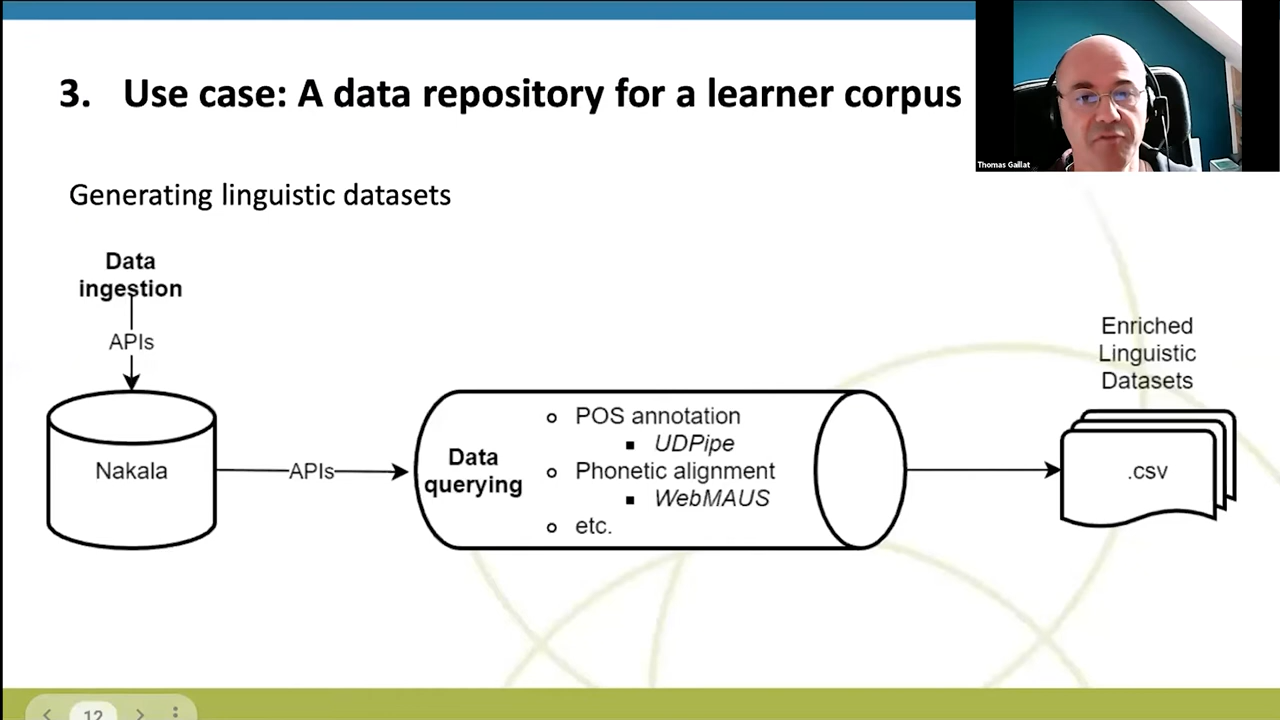 3. Use case: A data repository for a learner corpus
Thomas Gaillat
Generating linguistic datasets
Data
ingestion
APIs
Nakala
APIs
Data
querying
POS annotation
UDPipe
Phonetic alignment
WebMAUS
etc.
Enriched
Linguistic
Datasets
.csv
12